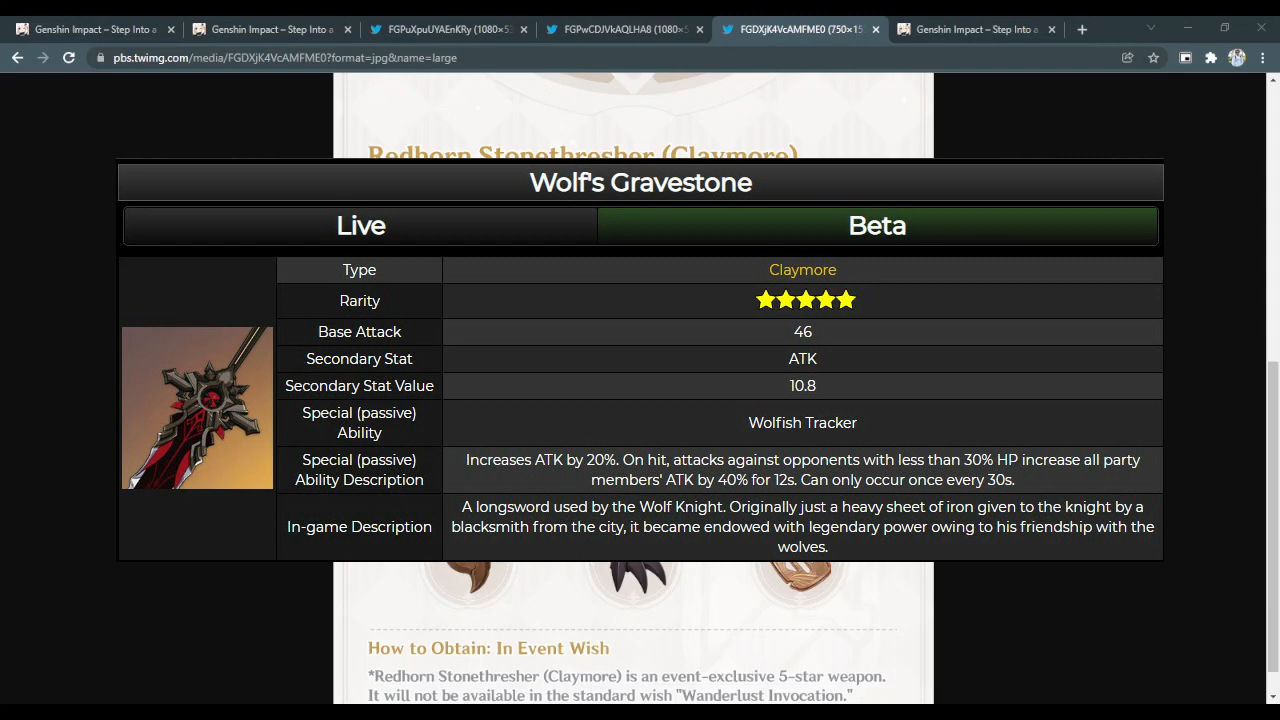 Genshin Impact – Step Into a
Genshin Impact – Step Into a
FGPuXpuUYAEnKRy (1080×5
FGPwCDJVkAQLHA8 (1080×5
FGDXjK4VcAMFME0 (750×15
Genshin Impact – Step Into a
pbs.twimg.com/media/FGDXjK4VcAMFME0?format=jpg&name=large
Redhorn Stonethresher (Claymore)
Wolf's Gravestone
Live
Beta
Type
Claymore
Rarity
Base Attack
46
Secondary Stat
ATK
Secondary Stat Value
10.8
Special (passive)
Ability
Wolfish Tracker
Special (passive)
Ability Description
Increases ATK by 20%. On hit, attacks against opponents with less than 30% HP increase all party
members' ATK by 40% for 12s. Can only occur once every 30s.
In-game Description
A longsword used by the Wolf Knight. Originally just a heavy sheet of iron given to the knight by a
blacksmith from the city, it became endowed with legendary power owing to his friendship with the
wolves.
How to Obtain: In Event Wish
*Redhorn Stonethresher (Claymore) is an event-exclusive 5-star weapon.
It will not be available in the standard wish "Wanderlust Invocation."